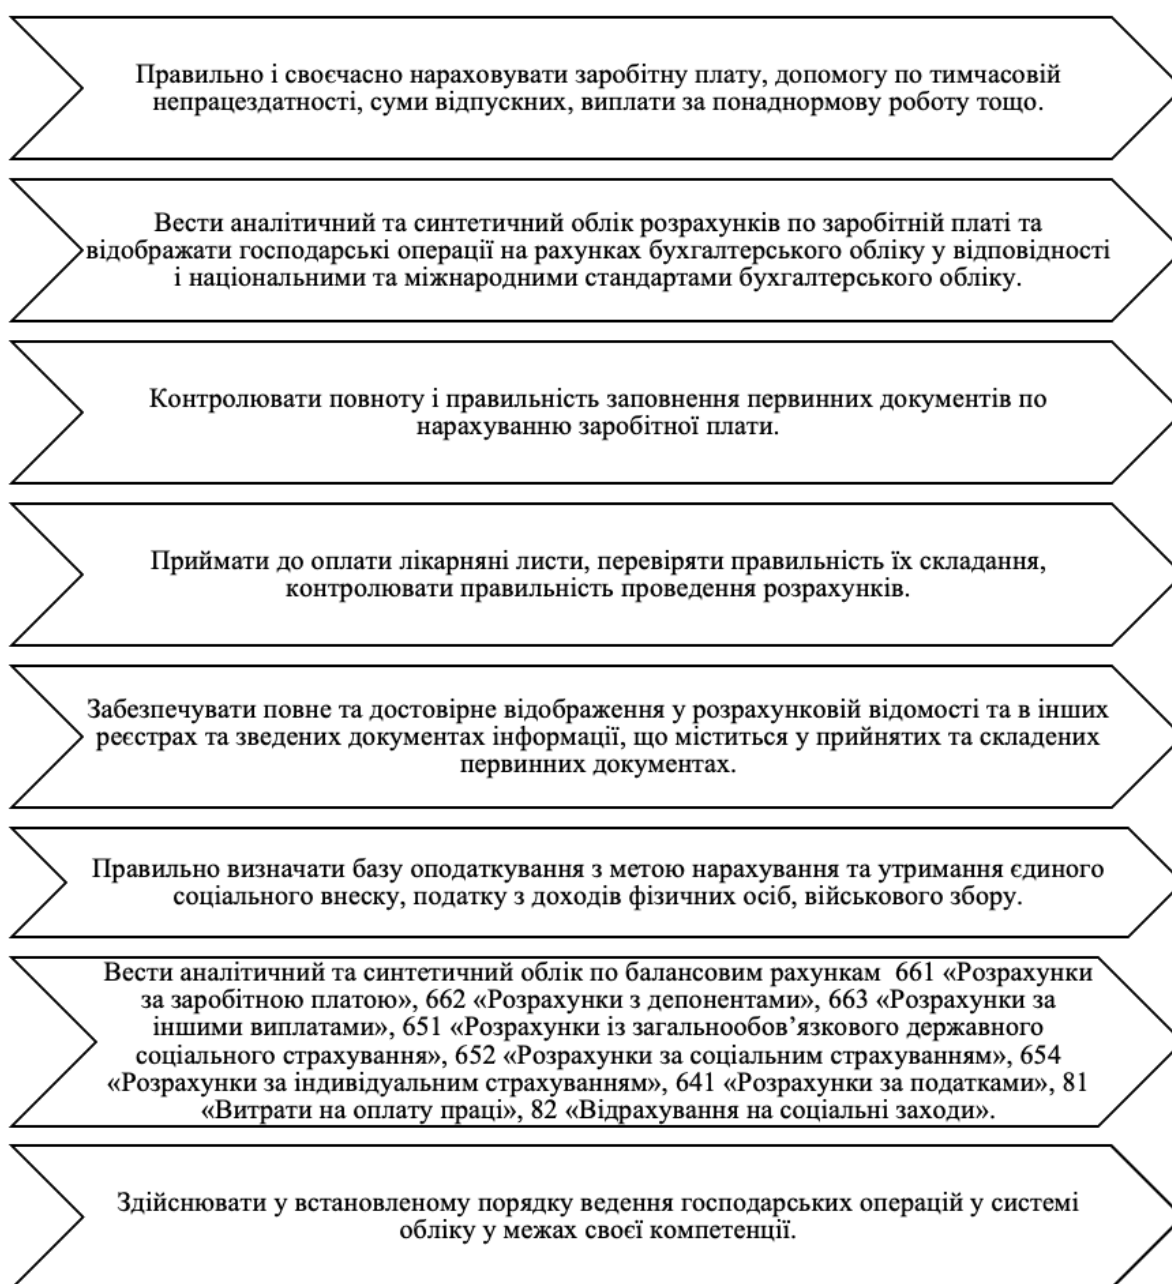 Правильно і своєчасно нараховувати заробітну плату, допомогу по тимчасовій
непрацездатності, суми відпускних, виплати за понаднормову роботу тощо.
Вести аналітичний та синтетичний облік розрахунків по заробітній платі та
відображати господарські операції на рахунках бухгалтерського обліку у відповідності
і національними та міжнародними стандартами бухгалтерського обліку.
Контролювати повноту і правильність заповнення первинних документів по
нарахуванню заробітної плати.
Приймати до оплати лікарняні листи, перевіряти правильність їх складання,
контролювати правильність проведення розрахунків.
Забезпечувати повне та достовірне відображення у розрахунковій відомості та в інших
реєстрах та зведених документах інформації, що міститься у прийнятих та складених
первинних документах.
Правильно визначати базу оподаткування з метою нарахування та утримання єдиного
соціального внеску, податку з доходів фізичних осіб, військового збору.
Вести аналітичний та синтетичний облік по балансовим рахункам 661 «Розрахунки
за заробітною платою», 662 «Розрахунки з депонентами», 663 «Розрахунки за
іншими виплатами», 651 «Розрахунки із загальнообов’язкового державного
соціального страхування», 652 «Розрахунки за соціальним страхуванням», 654
«Розрахунки за індивідуальним страхуванням», 641 «Розрахунки за податками», 81
«Витрати на оплату праці», 82 «Відрахування на соціальні заходи».
Здійснювати у встановленому порядку ведення господарських операцій у системі
обліку у межах своєї компетенції.